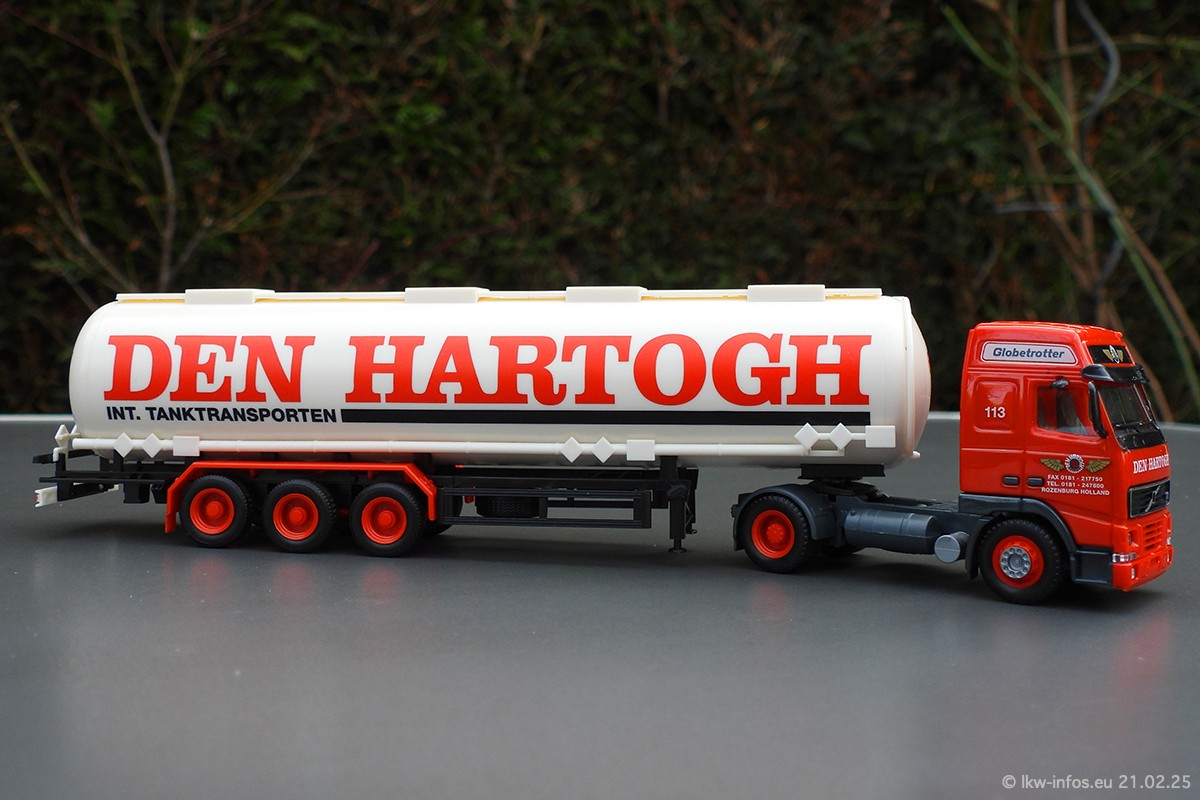 DEN HARTOGH
INT. TANKTRANSPORTEN
Globetrotter
113
DEN HARTOGH
FAX 0181 - 217750
TEL. 0181 - 247600
ROZENBURG HOLLAND
© lkw-infos.eu 21.02.25